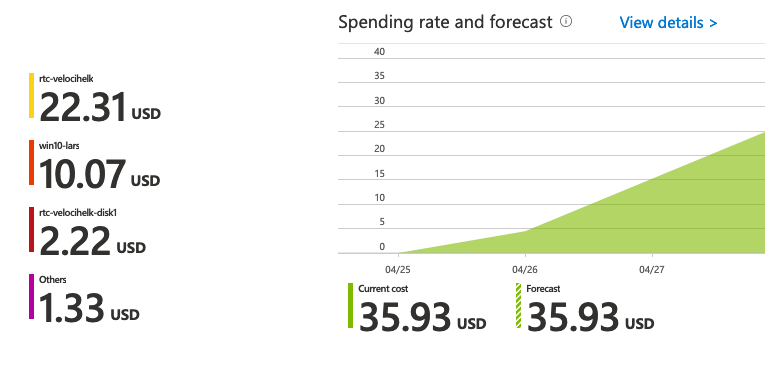 Spending rate and forecast
View details >
rtc-velocihelk
22.31 USD
win10-lars
10.07 USD
rtc-velocihelk-disk1
2.22 USD
Others
1.33 USD
40
35
30
25
20
15
10
5
0
04/25
04/26
04/27
Current cost
35.93 USD
Forecast
35.93 USD